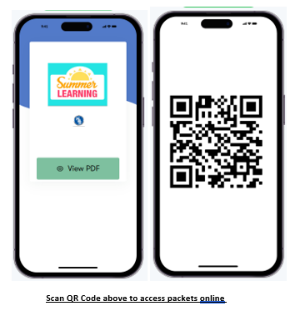 Summer
LEARNING
View PDF
Scan QR Code above to access packets online